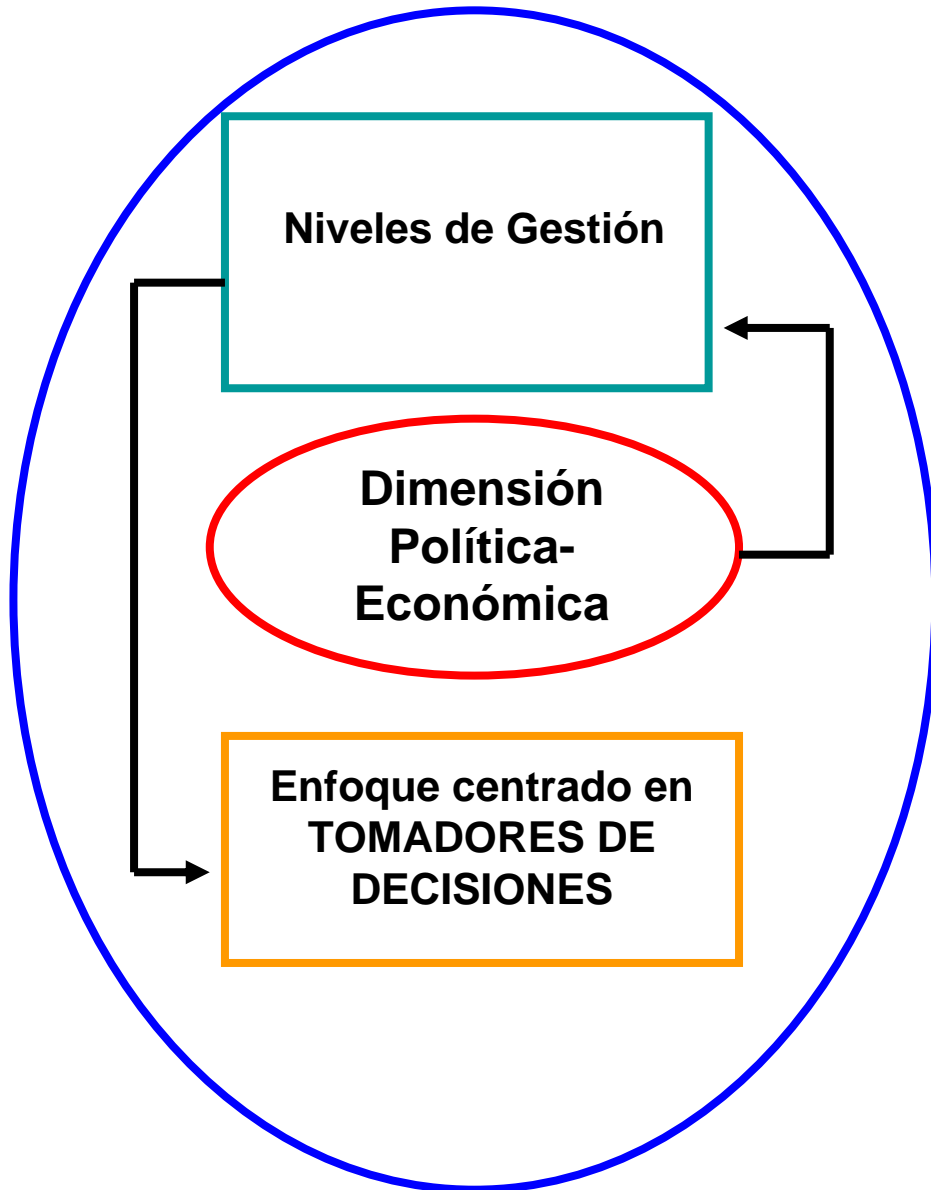 Niveles de Gestión
Dimensión
Política-
Económica
Enfoque centrado en
TOMADORES DE
DECISIONES